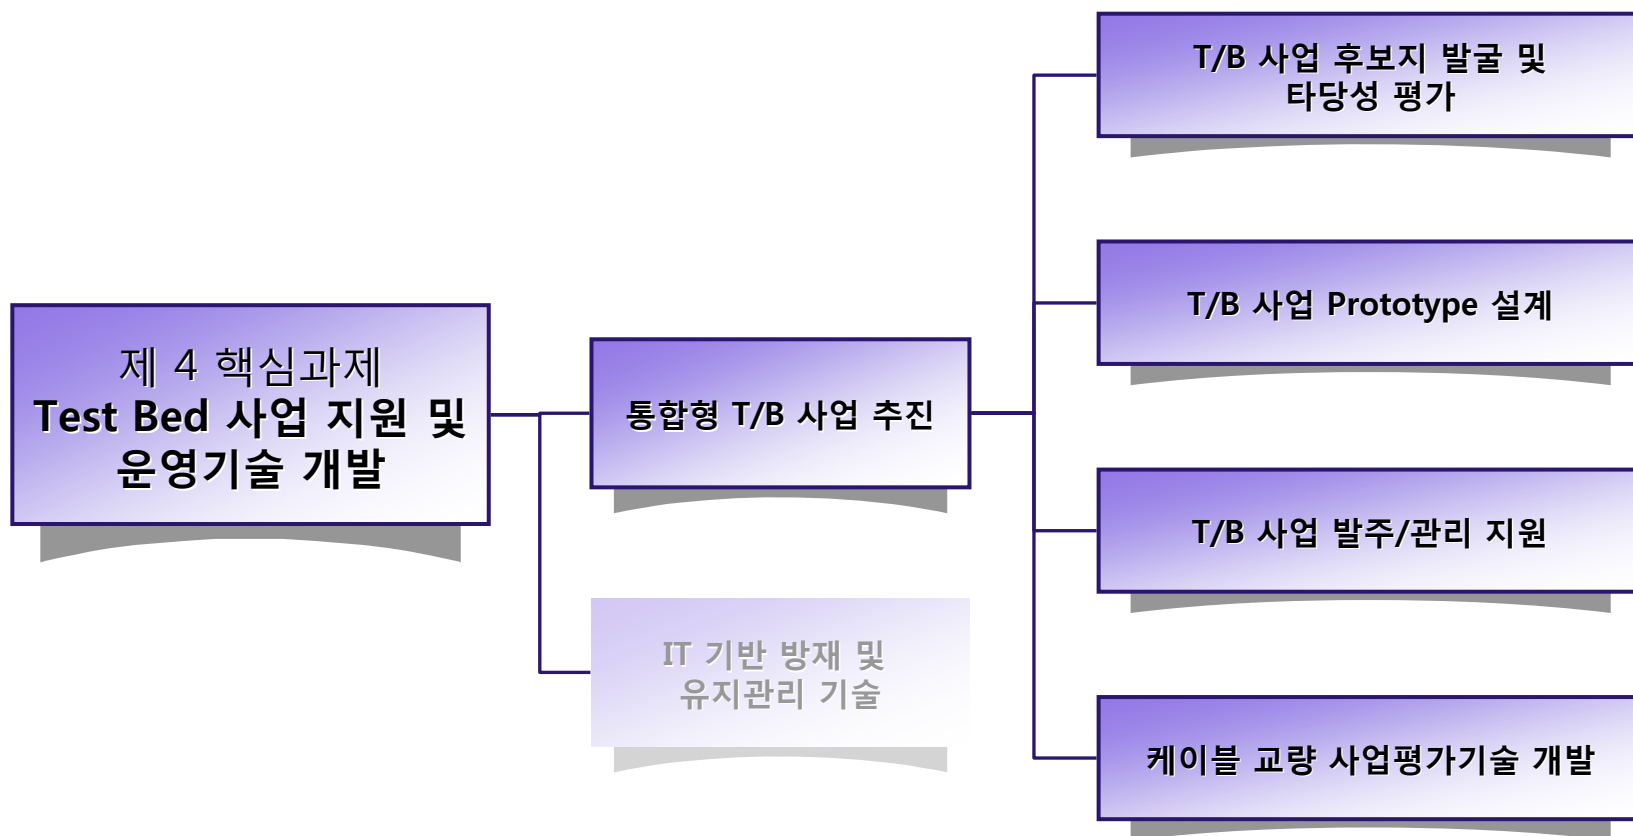 제 4 핵심과제
Test Bed 사업 지원 및
운영기술 개발
통합형 T/B 사업 추진
IT 기반 방재 및
유지관리 기술
T/B 사업 후보지 발굴 및
타당성 평가
T/B 사업 Prototype 설계
T/B 사업 발주/관리 지원
케이블 교량 사업평가기술 개발